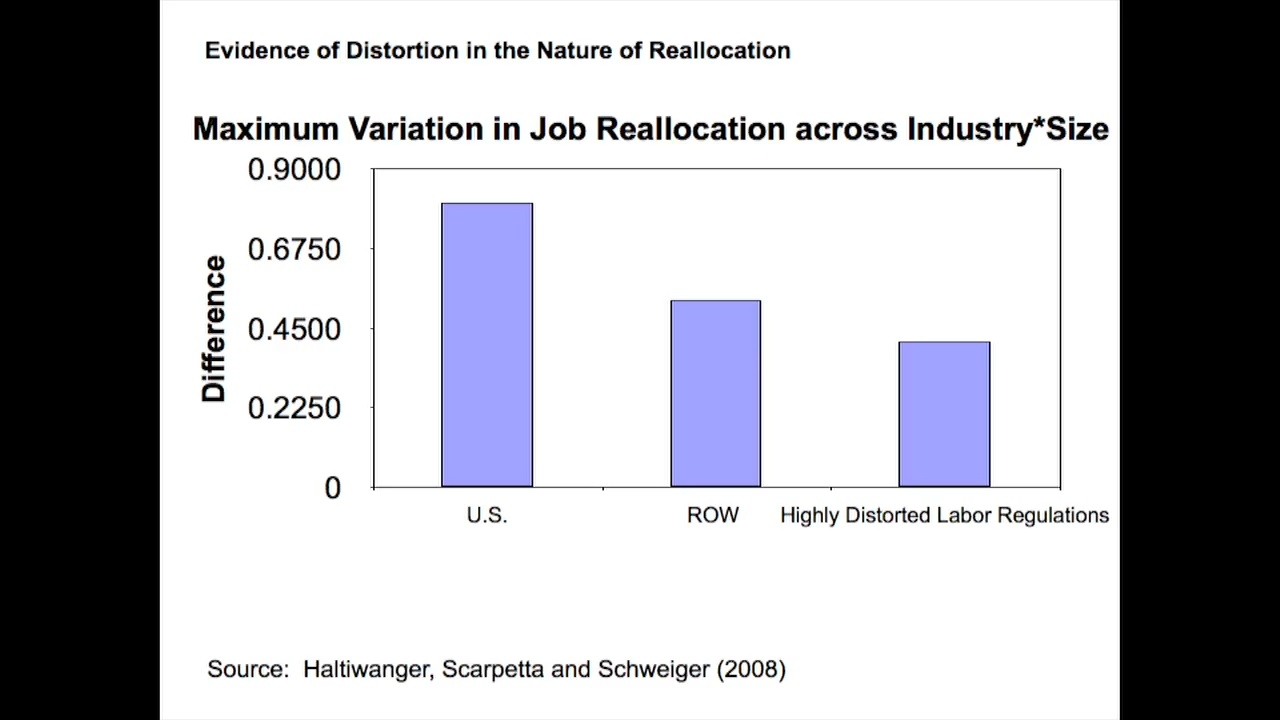 Evidence of Distortion in the Nature of Reallocation
Maximum Variation in Job Reallocation across Industry*Size
0.9000
0.6750
0.4500
0.2250
0
Difference
U.S.
ROW
Highly Distorted Labor Regulations
Source: Haltiwanger, Scarpetta and Schweiger (2008)